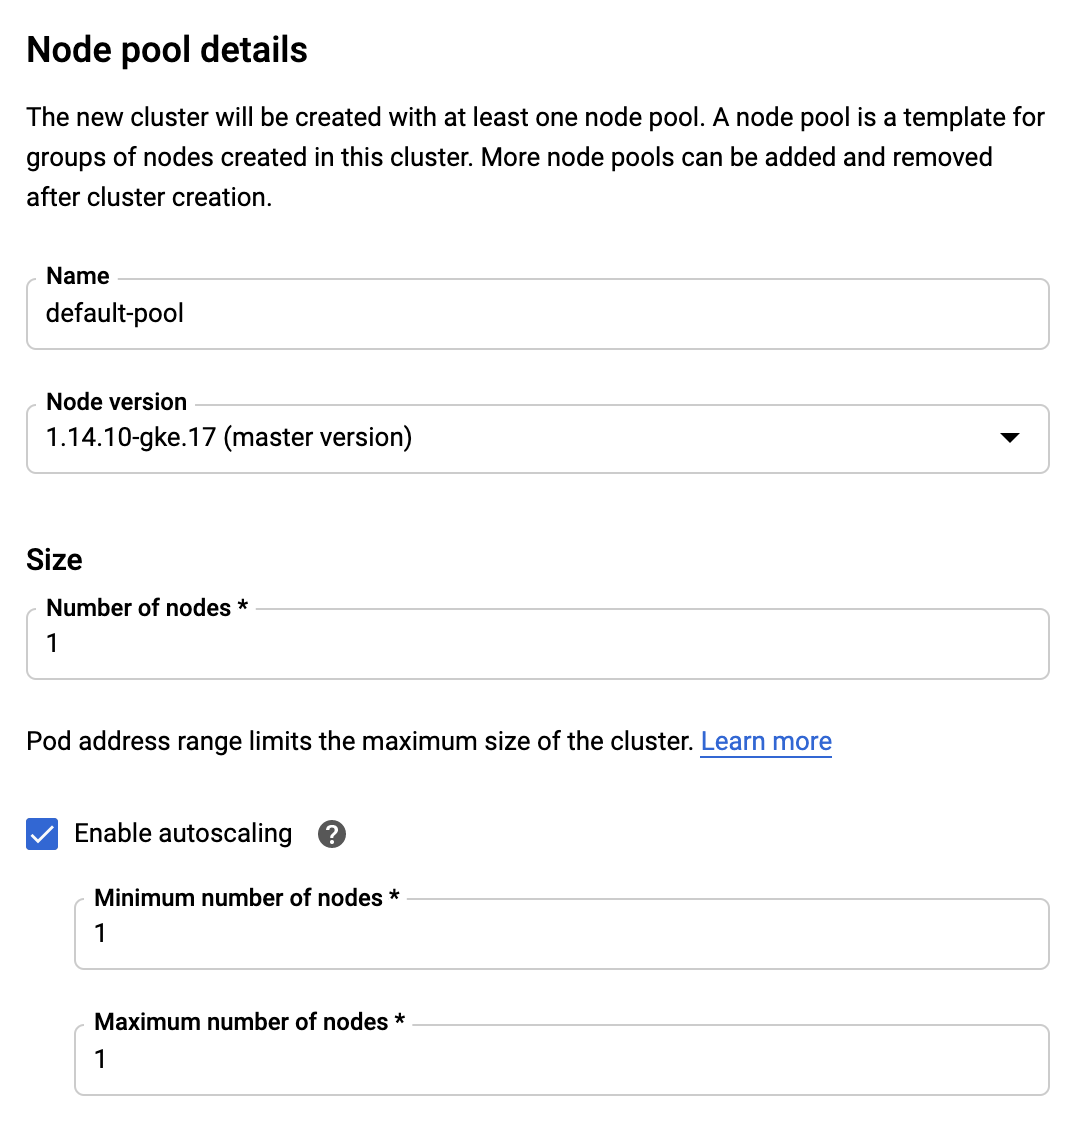 Node pool details
The new cluster will be created with at least one node pool. A node pool is a template for
groups of nodes created in this cluster. More node pools can be added and removed
after cluster creation.
Name
default-pool
Node version
1.14.10-gke.17 (master version)
Size
Number of nodes *
1
Pod address range limits the maximum size of the cluster. Learn more
Enable autoscaling ?
Minimum number of nodes *
1
Maximum number of nodes *
1